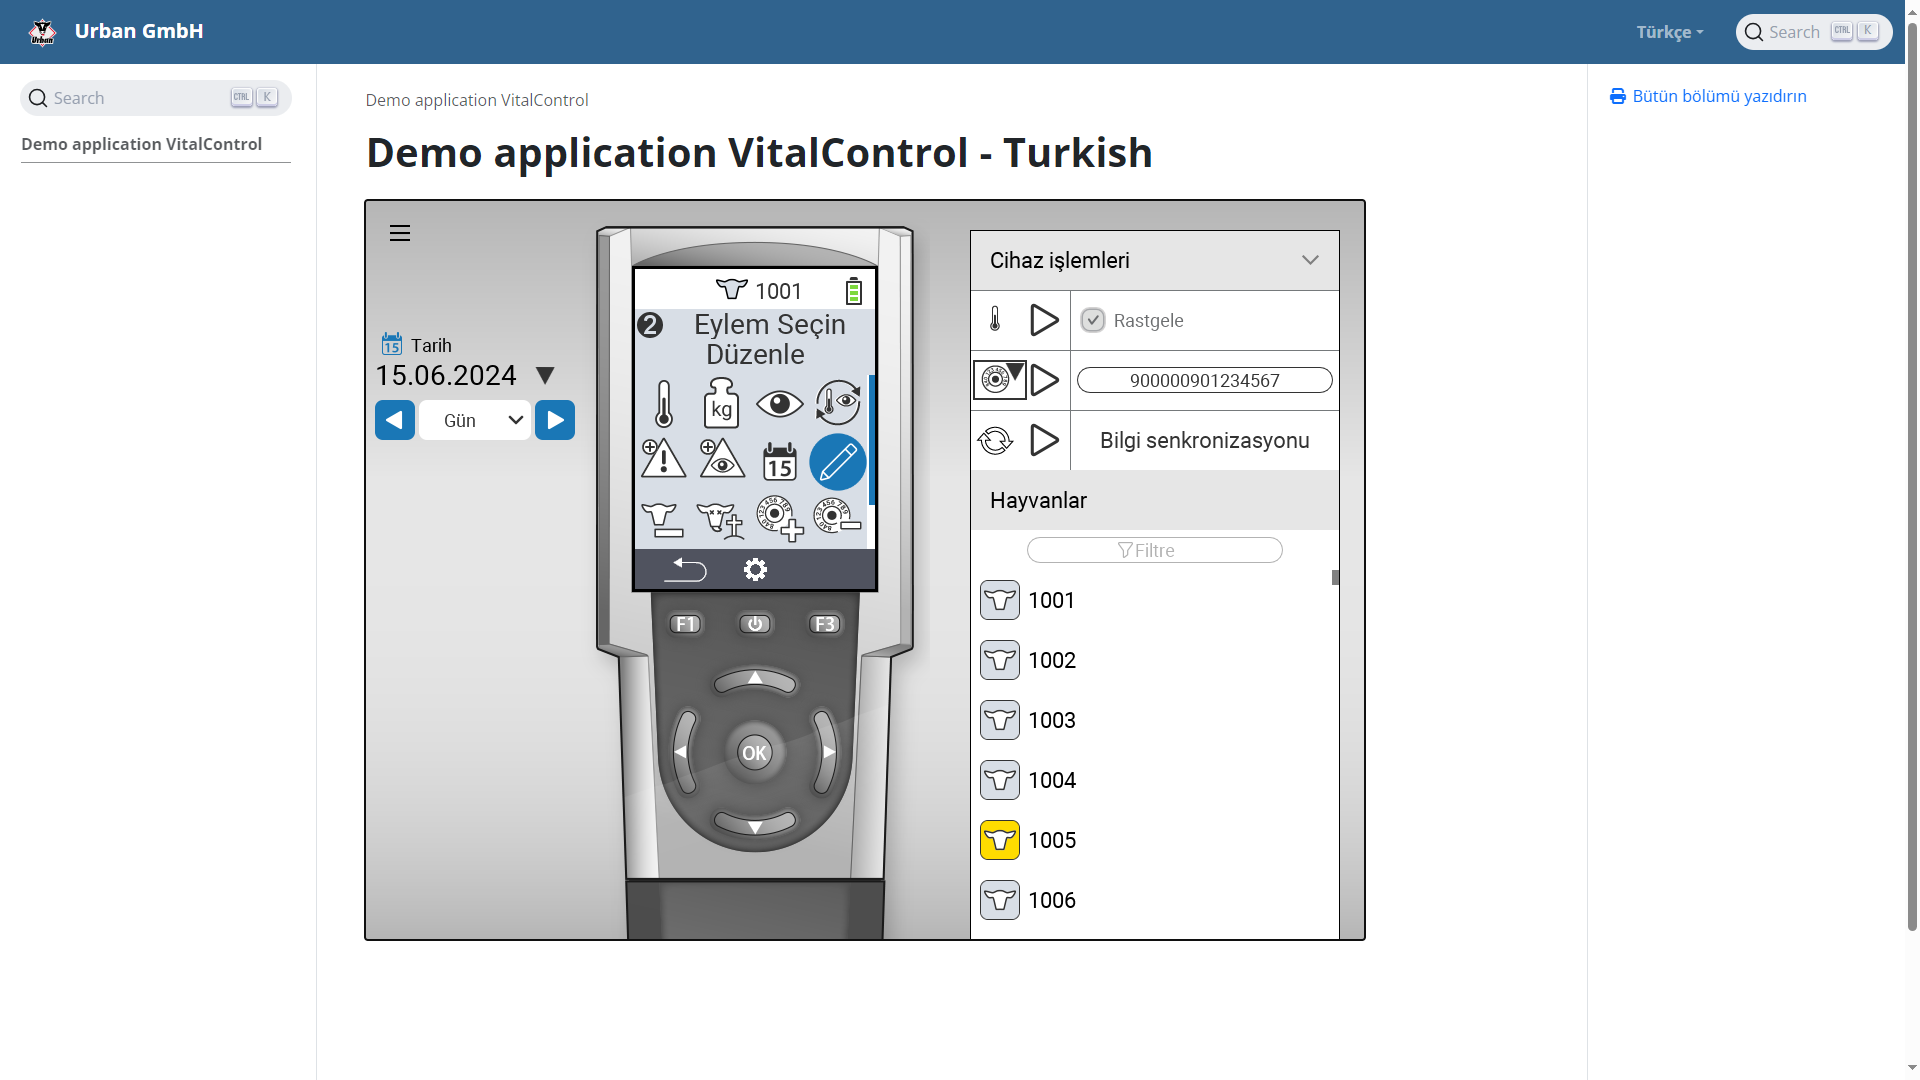 Urban GmbH
Türkçe
Search CTRL K
Search CTRL K
Demo application VitalControl
Demo application VitalControl
Demo application VitalControl - Turkish
Bütün bölümü yazıdırın
Tarih
15.06.2024
Gün
1001
2 Eylem Seçin
Düzenle
kg
15
F1
F3
OK
Cihaz işlemleri
Rastgele
900000901234567
Bilgi senkronizasyonu
Hayvanlar
Filtre
1001
1002
1003
1004
1005
1006